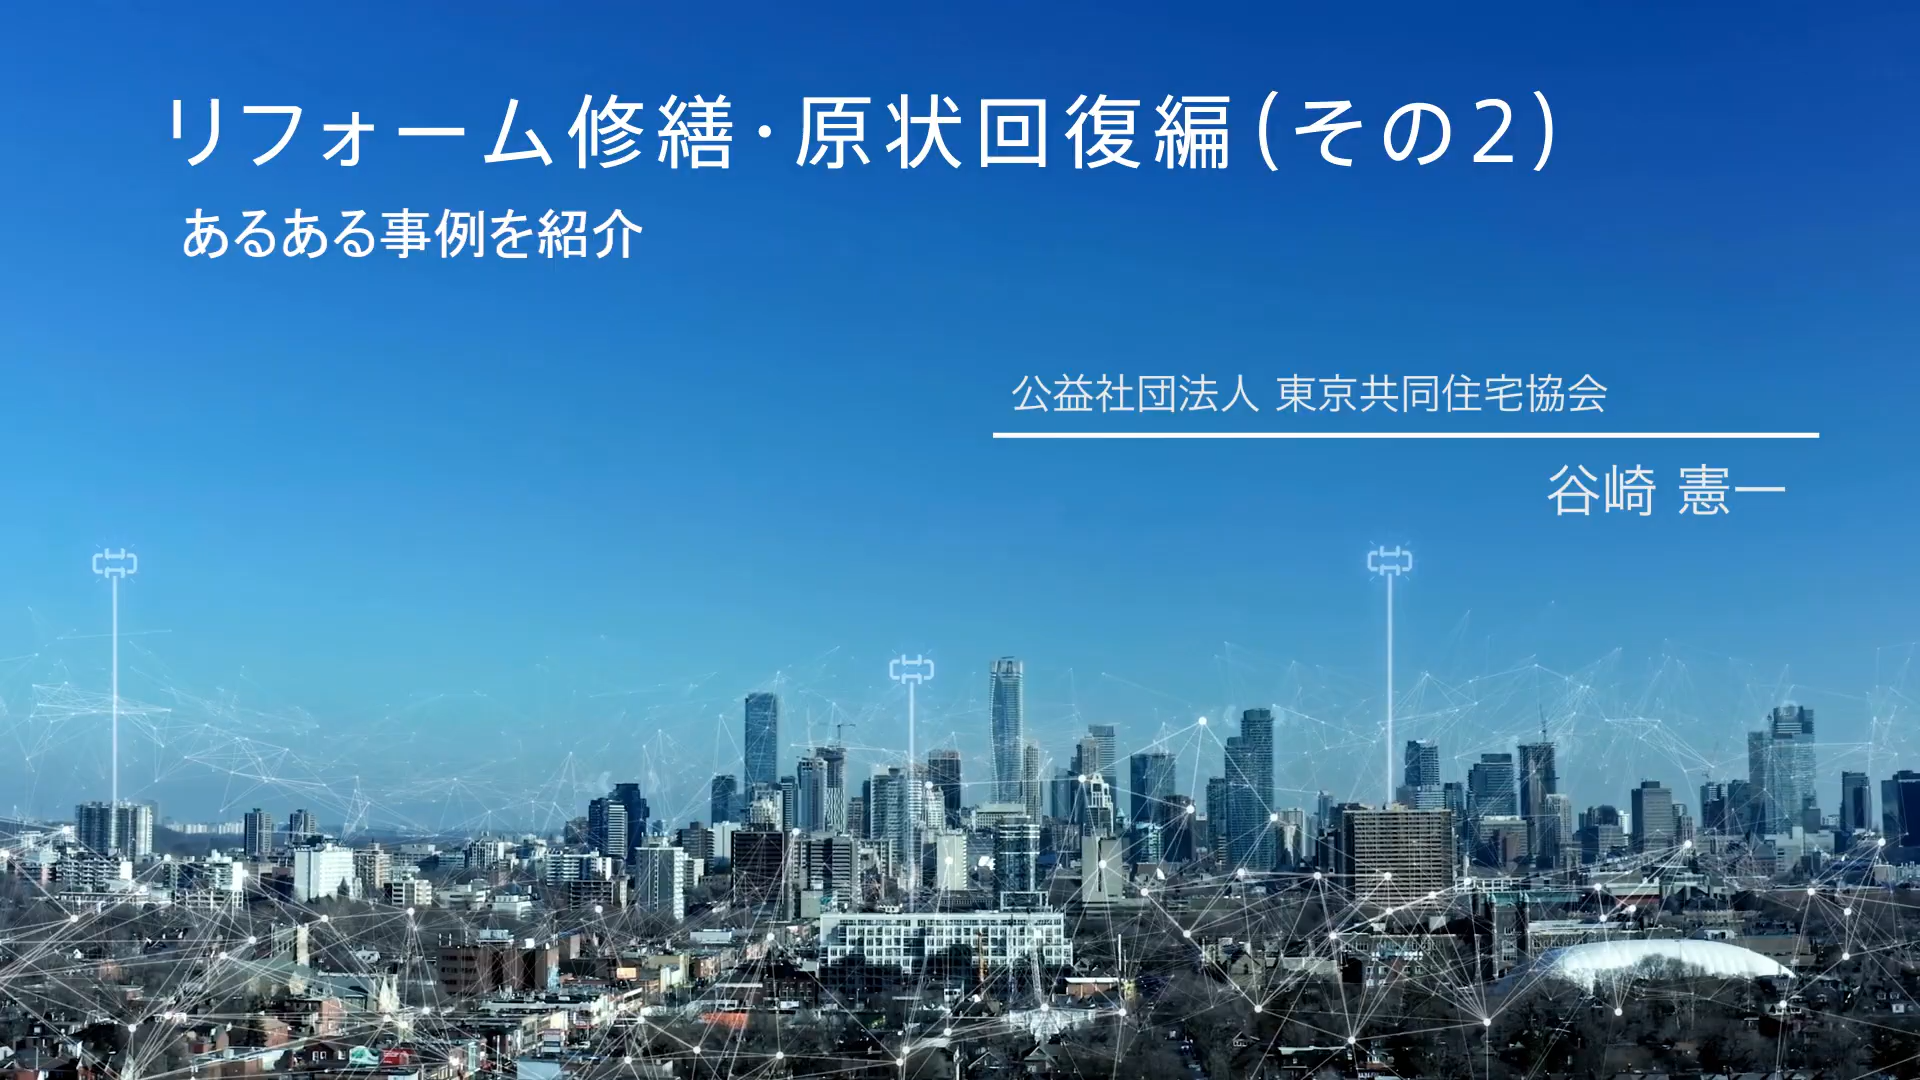 リフォーム修繕・原状回復編(その2)
あるある事例を紹介
公益社団法人 東京共同住宅協会
谷崎 憲一